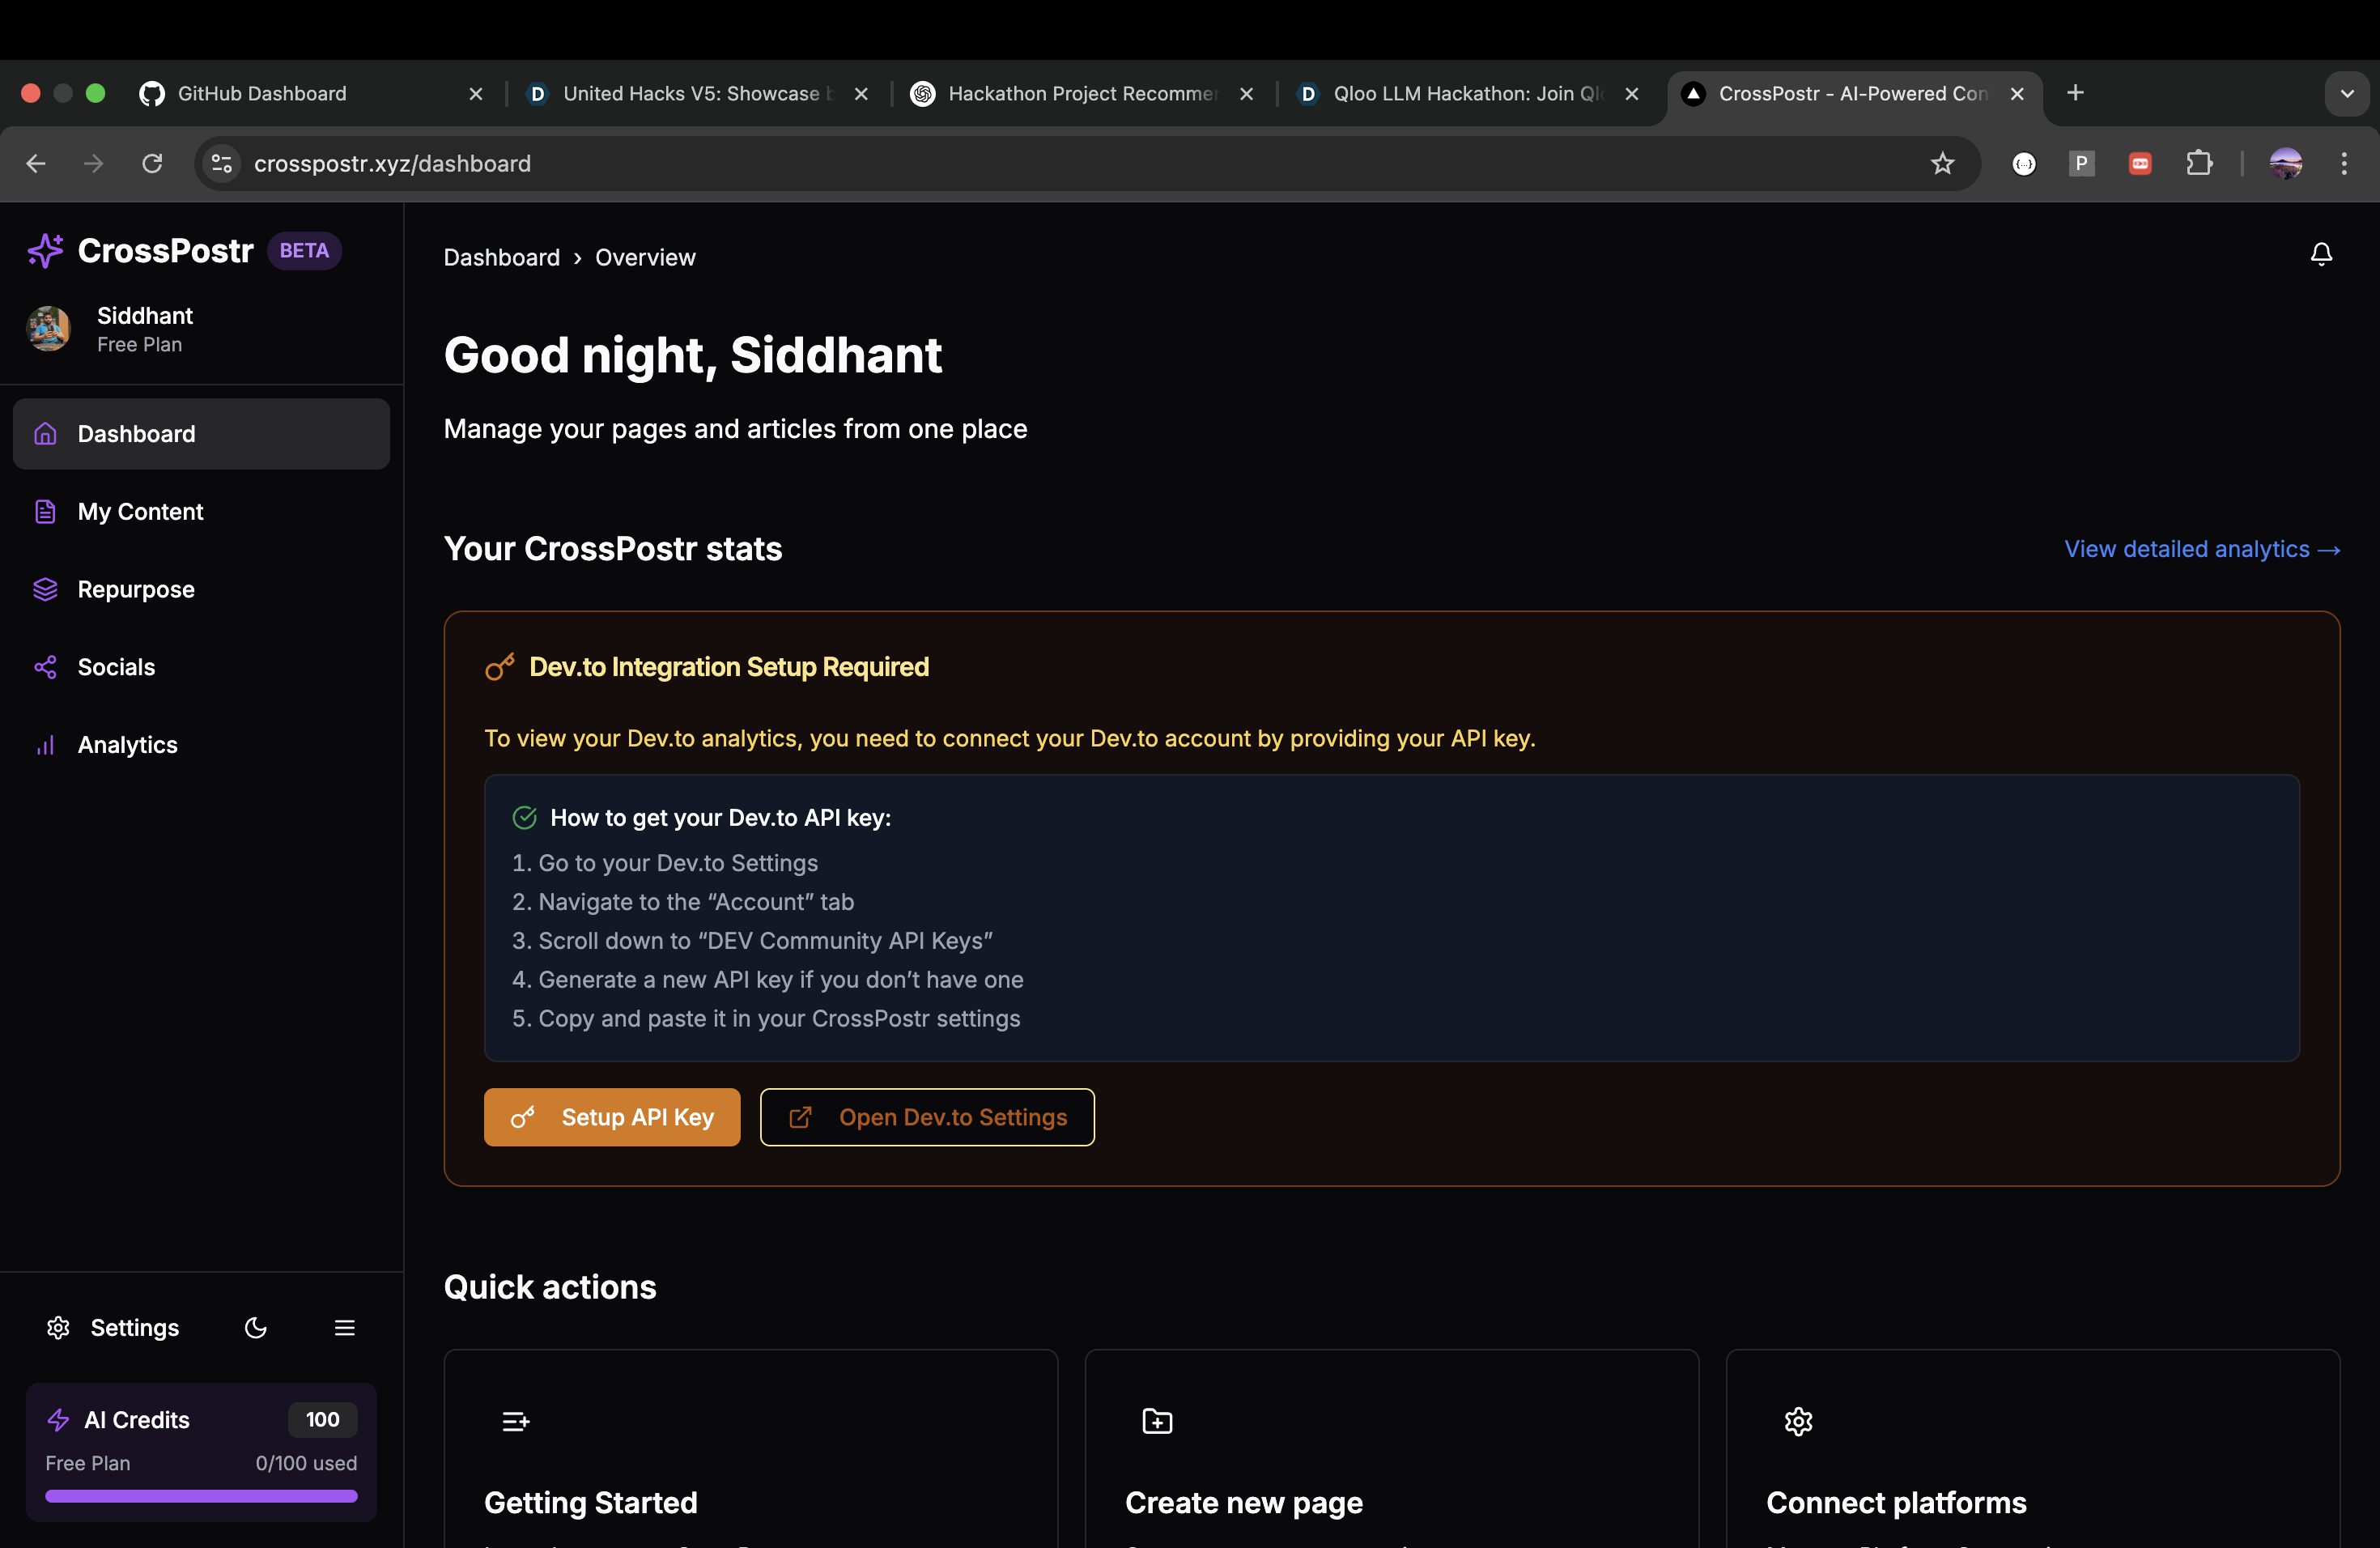 GitHub Dashboard
United Hacks V5: Showcase
Hackathon Project Recommen
Qloo LLM Hackathon: Join
CrossPostr - AI-Powered Con
crosspostr.xyz/dashboard
P
CrossPostr BETA
Siddhant
Free Plan
Dashboard
My Content
Repurpose
Socials
Analytics
Settings
AI Credits 100
Free Plan 0/100 used
Dashboard › Overview
Good night, Siddhant
Manage your pages and articles from one place
Your CrossPostr stats
View detailed analytics →
Dev.to Integration Setup Required
To view your Dev.to analytics, you need to connect your Dev.to account by providing your API key.
How to get your Dev.to API key:
1. Go to your Dev.to Settings
2. Navigate to the “Account” tab
3. Scroll down to “DEV Community API Keys”
4. Generate a new API key if you don’t have one
5. Copy and paste it in your CrossPostr settings
Setup API Key
Open Dev.to Settings
Quick actions
Getting Started
Create new page
Connect platforms